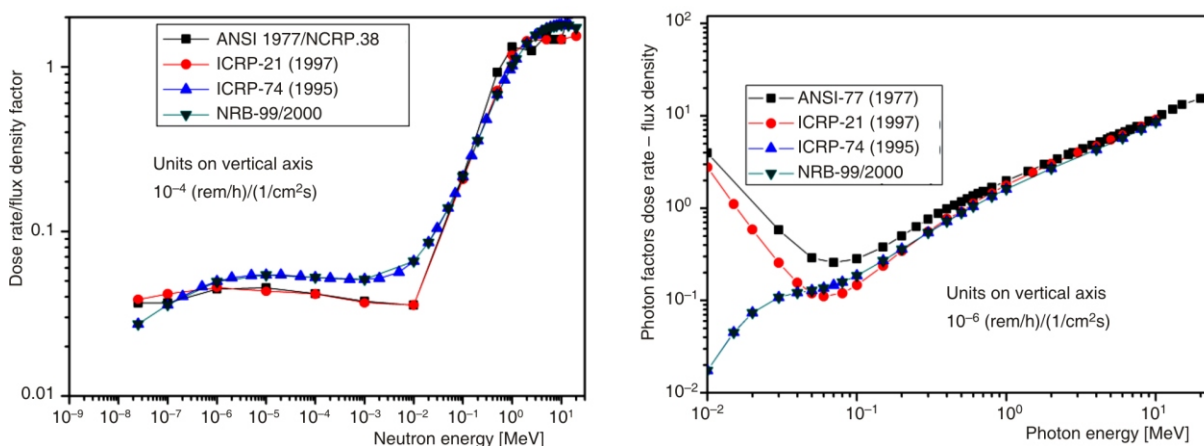 Dose rate/flux density factor
1
0.1
0.01
ANSI 1977/NCRP.38
ICRP-21 (1997)
ICRP-74 (1995)
NRB-99/2000
Units on vertical axis
10⁻⁴ (rem/h)/(1/cm²s)
10⁻⁹ 10⁻⁸ 10⁻⁷ 10⁻⁶ 10⁻⁵ 10⁻⁴ 10⁻³ 10⁻² 10⁻¹ 10⁰ 10¹
Neutron energy [MeV]
Photon factors dose rate – flux density
10²
10¹
10⁰
10⁻¹
10⁻²
ANSI-77 (1977)
ICRP-21 (1997)
ICRP-74 (1995)
NRB-99/2000
Units on vertical axis
10⁻⁶ (rem/h)/(1/cm²s)
10⁻² 10⁻¹ 10⁰ 10¹
Photon energy [MeV]